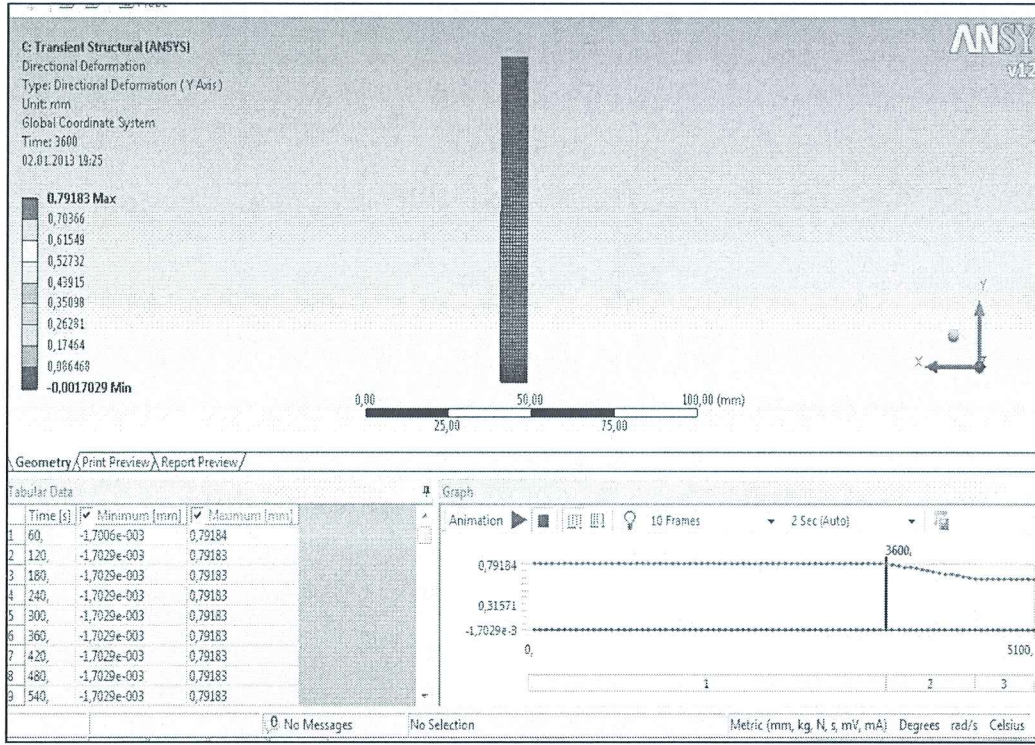 C: Transient Structural (ANSYS)
Directional Deformation
Type: Directional Deformation ( Y Axis )
Unit: mm
Global Coordinate System
Time: 3600
02.01.2013 19:25
ANSY
v12
0,79183 Max
0,70366
0,61549
0,52732
0,43915
0,35098
0,26281
0,17464
0,086468
-0,0017029 Min
Y
X
Z
0,00 50,00 100,00 (mm)
25,00 75,00
Geometry Print Preview Report Preview
Tabular Data
Time [s] Minimum [mm] Maximum [mm]
1 60, -1,7006e-003 0,79184
2 120, -1,7029e-003 0,79183
3 180, -1,7029e-003 0,79183
4 240, -1,7029e-003 0,79183
5 300, -1,7029e-003 0,79183
6 360, -1,7029e-003 0,79183
7 420, -1,7029e-003 0,79183
8 480, -1,7029e-003 0,79183
9 540, -1,7029e-003 0,79183
Graph
Animation 10 Frames 2 Sec (Auto)
3600,
0,79184
0,31571
-1,7029e-3
0, 5100,
1 2 3
0 No Messages No Selection Metric (mm, kg, N, s, mV, mA) Degrees rad/s Celsius